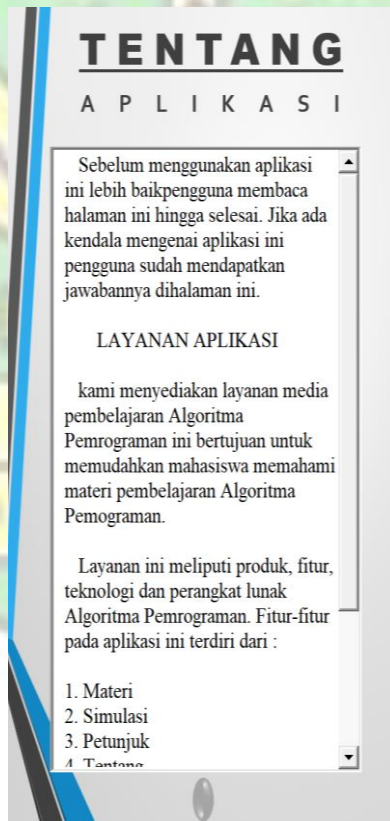 TENTANG
APLIKASI
Sebelum menggunakan aplikasi
ini lebih baikpengguna membaca
halaman ini hingga selesai. Jika ada
kendala mengenai aplikasi ini
pengguna sudah mendapatkan
jawabannya dihalaman ini.
LAYANAN APLIKASI
kami menyediakan layanan media
pembelajaran Algoritma
Pemrograman ini bertujuan untuk
memudahkan mahasiswa memahami
materi pembelajaran Algoritma
Pemograman.
Layanan ini meliputi produk, fitur,
teknologi dan perangkat lunak
Algoritma Pemrograman. Fitur-fitur
pada aplikasi ini terdiri dari :
1. Materi
2. Simulasi
3. Petunjuk
4. Tentang